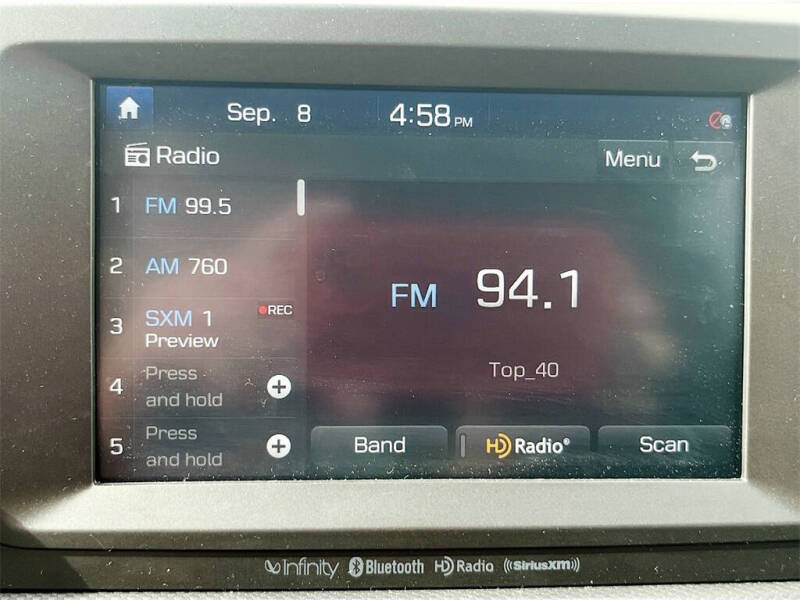 Sep. 8 4:58 PM
Radio Menu
1 FM 99.5
2 AM 760
3 SXM 1 REC
Preview
4 Press
and hold
5 Press
and hold
FM 94.1
Top_40
Band HD Radio® Scan
Infinity Bluetooth HD Radio ((SiriusXM))